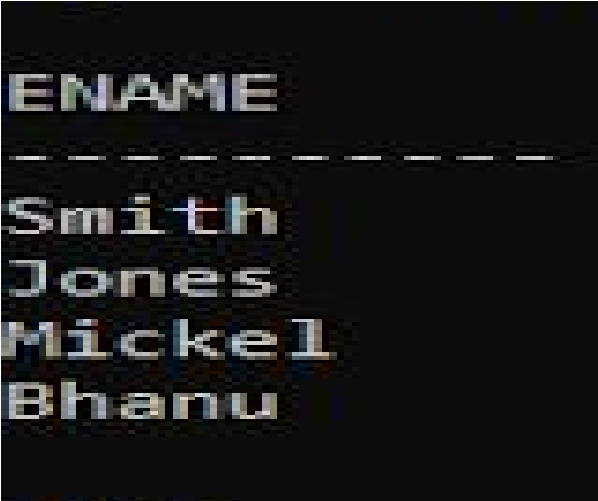 ENAME
----------
Smith
Jones
Mickel
Bhanu